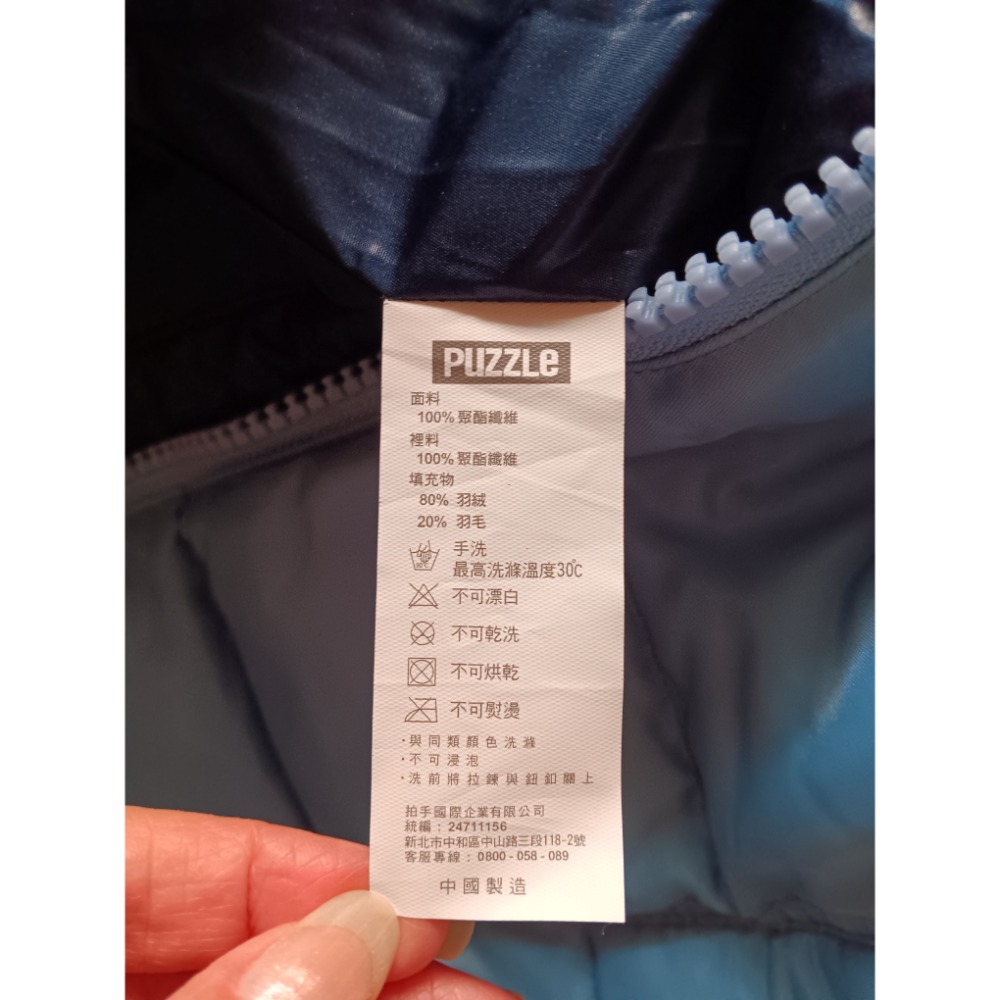 PUZZLe
面料
100% 聚酯纖維
裡料
100% 聚酯纖維
填充物
80% 羽絨
20% 羽毛
手洗
最高洗滌溫度30℃
不可漂白
不可乾洗
不可烘乾
不可熨燙
·與同類顏色洗滌
·不可浸泡
·洗前將拉鍊與鈕釦關上
拍手國際企業有限公司
統編：24711156
新北市中和區中山路三段118-2號
客服專線：0800-058-089
中國製造